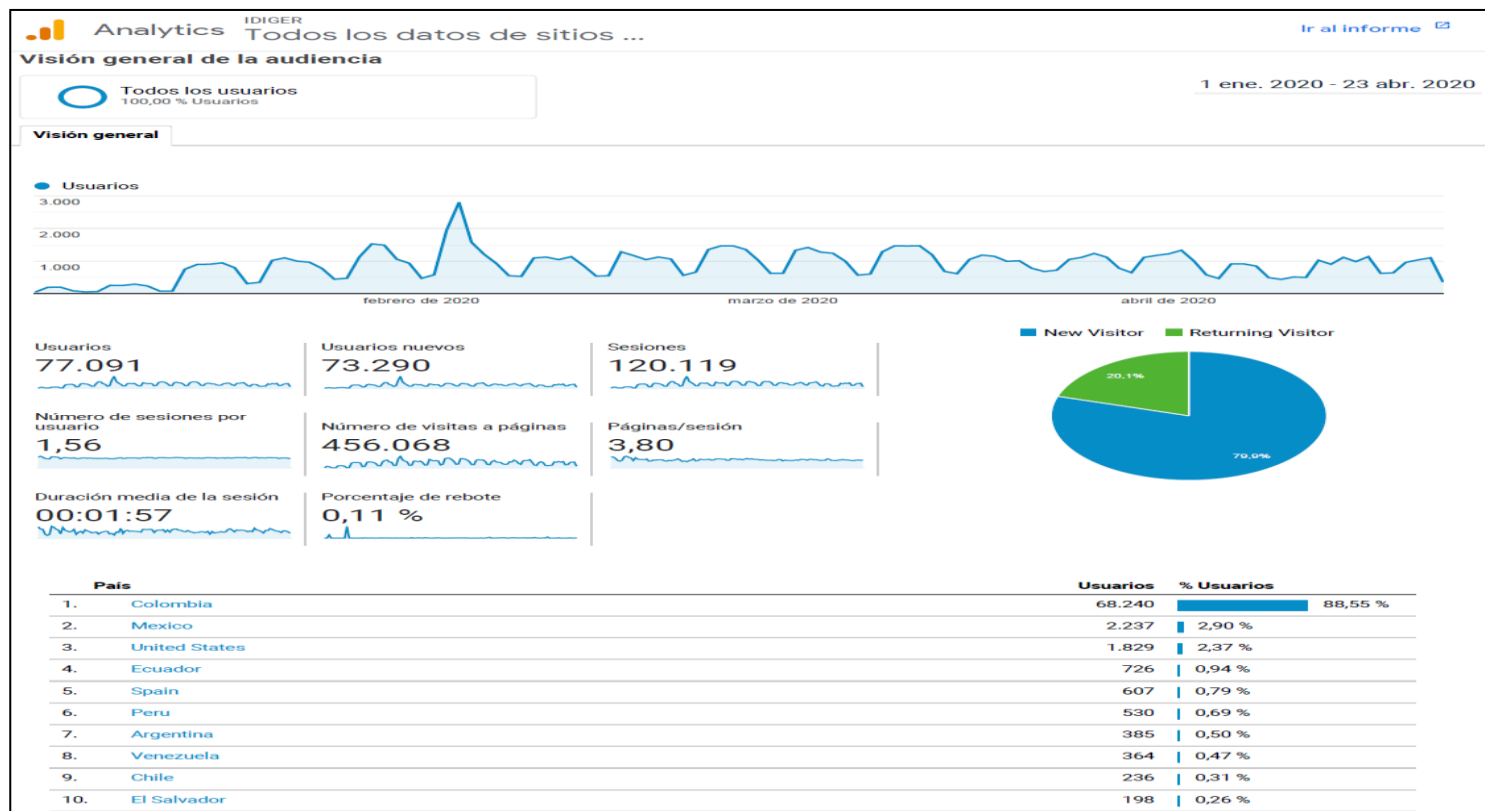 Analytics
IDIGER
Todos los datos de sitios ...
Ir al informe
Visión general de la audiencia
Todos los usuarios
100,00 % Usuarios
1 ene. 2020 - 23 abr. 2020
Visión general
Usuarios
3.000
2.000
1.000
febrero de 2020 marzo de 2020 abril de 2020
New Visitor Returning Visitor
20,1%
79,9%
Usuarios
77.091
Usuarios nuevos
73.290
Sesiones
120.119
Número de sesiones por
usuario
1,56
Número de visitas a páginas
456.068
Páginas/sesión
3,80
Duración media de la sesión
00:01:57
Porcentaje de rebote
0,11 %
País Usuarios % Usuarios
1. Colombia 68.240 88,55 %
2. Mexico 2.237 2,90 %
3. United States 1.829 2,37 %
4. Ecuador 726 0,94 %
5. Spain 607 0,79 %
6. Peru 530 0,69 %
7. Argentina 385 0,50 %
8. Venezuela 364 0,47 %
9. Chile 236 0,31 %
10. El Salvador 198 0,26 %